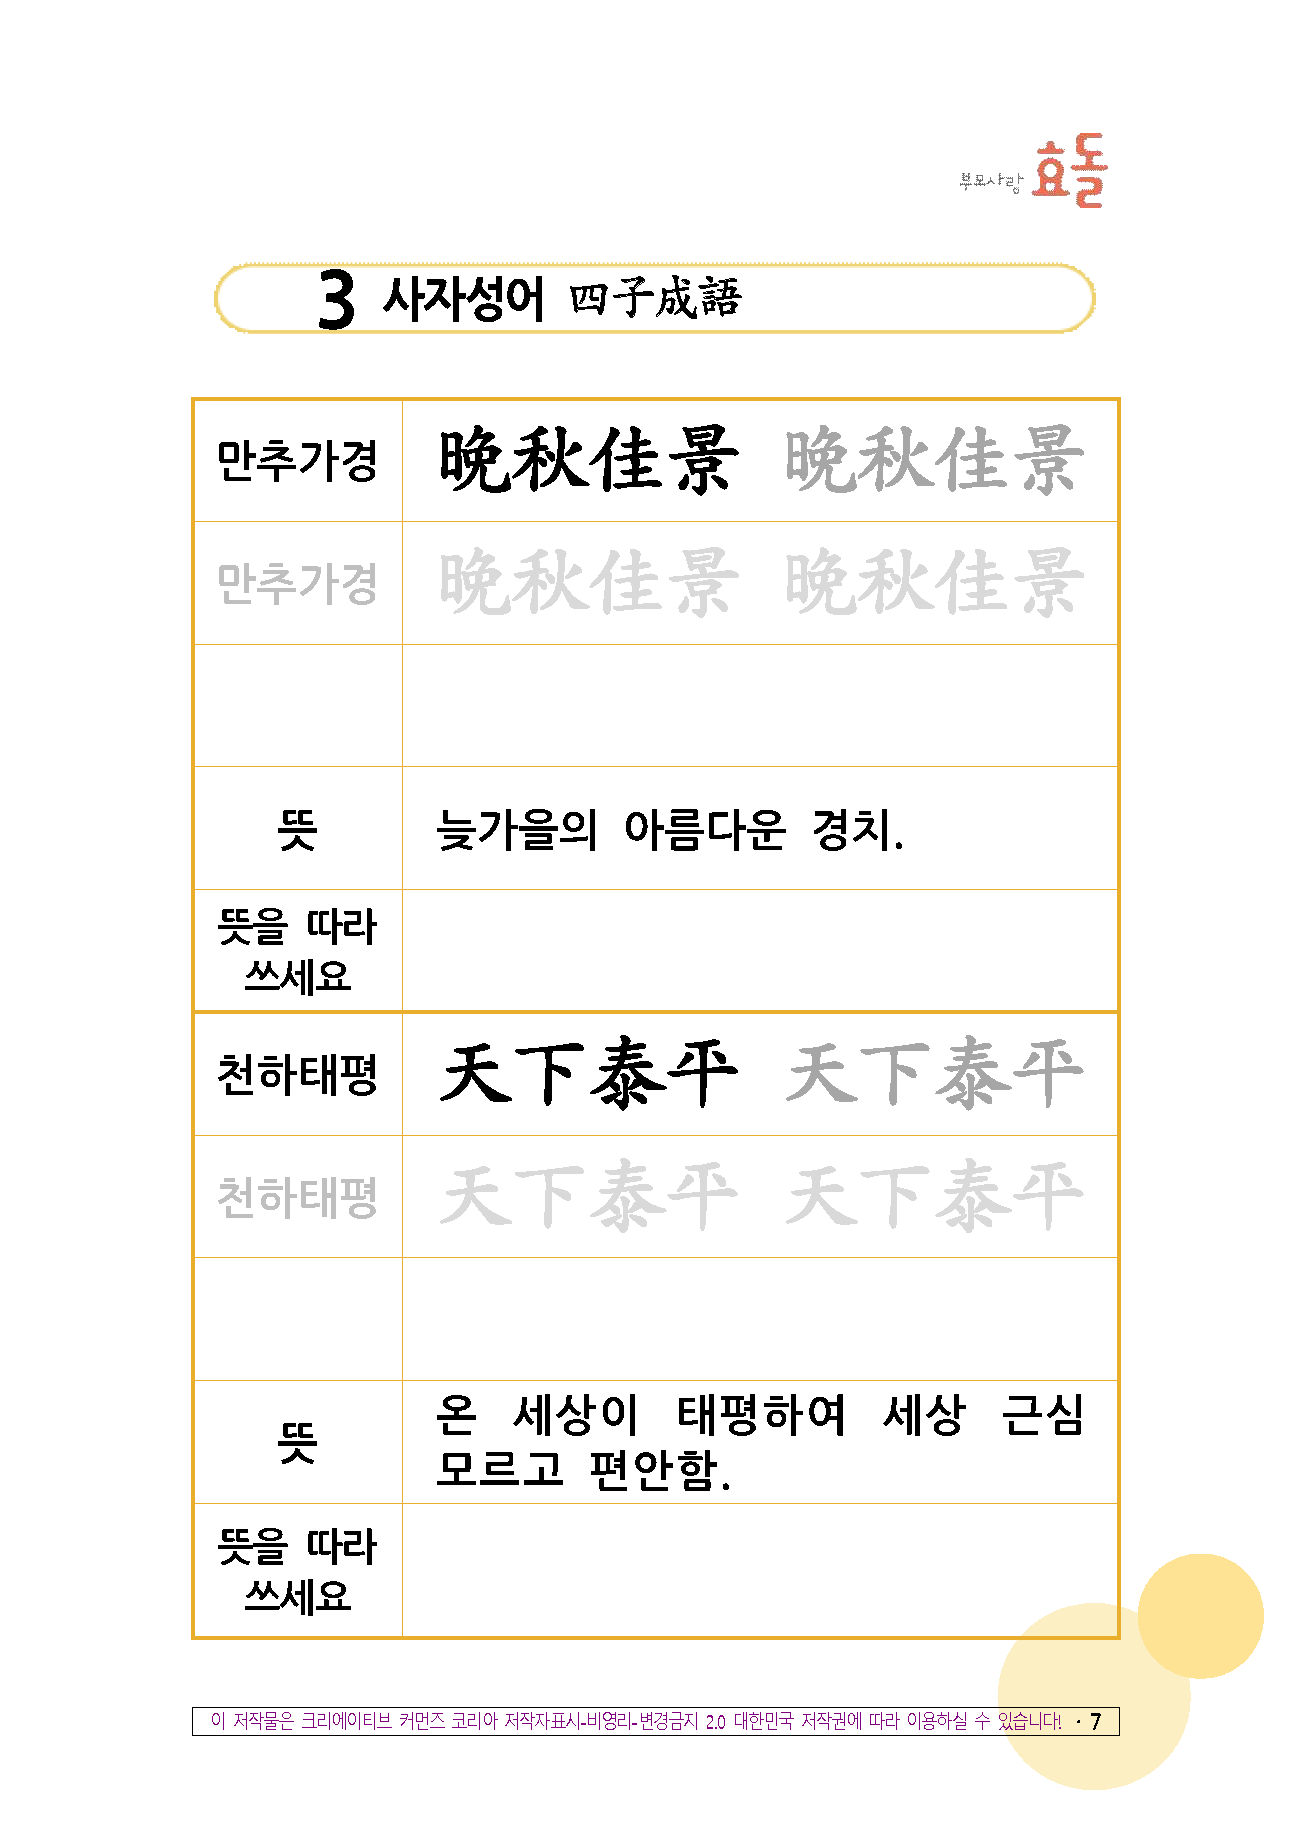 부모사랑 효돌
3 사자성어 四子成語
만추가경 晩秋佳景 晩秋佳景
만추가경 晩秋佳景 晩秋佳景
뜻 늦가을의 아름다운 경치.
뜻을 따라
쓰세요
천하태평 天下泰平 天下泰平
천하태평 天下泰平 天下泰平
뜻 온 세상이 태평하여 세상 근심
모르고 편안함.
뜻을 따라
쓰세요
이 저작물은 크리에이티브 커먼즈 코리아 저작자표시-비영리-변경금지 2.0 대한민국 저작권에 따라 이용하실 수 있습니다! · 7